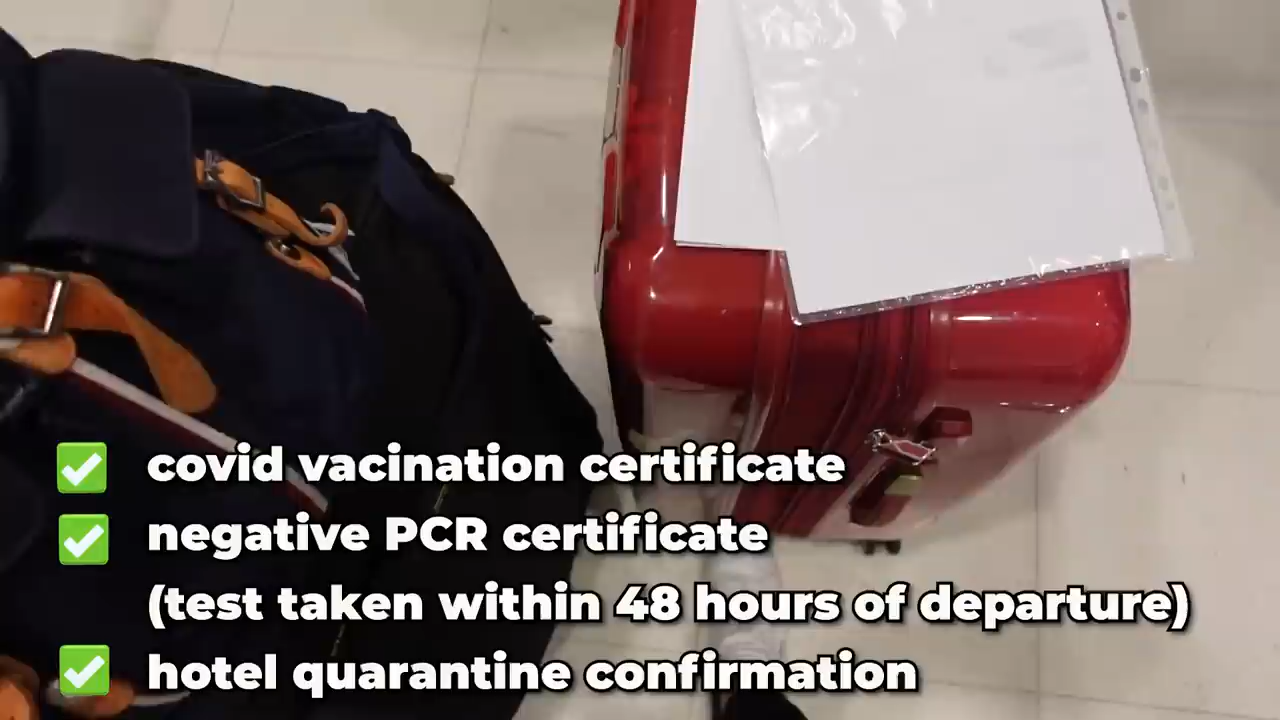 ✅ covid vacination certificate
✅ negative PCR certificate
(test taken within 48 hours of departure)
✅ hotel quarantine confirmation